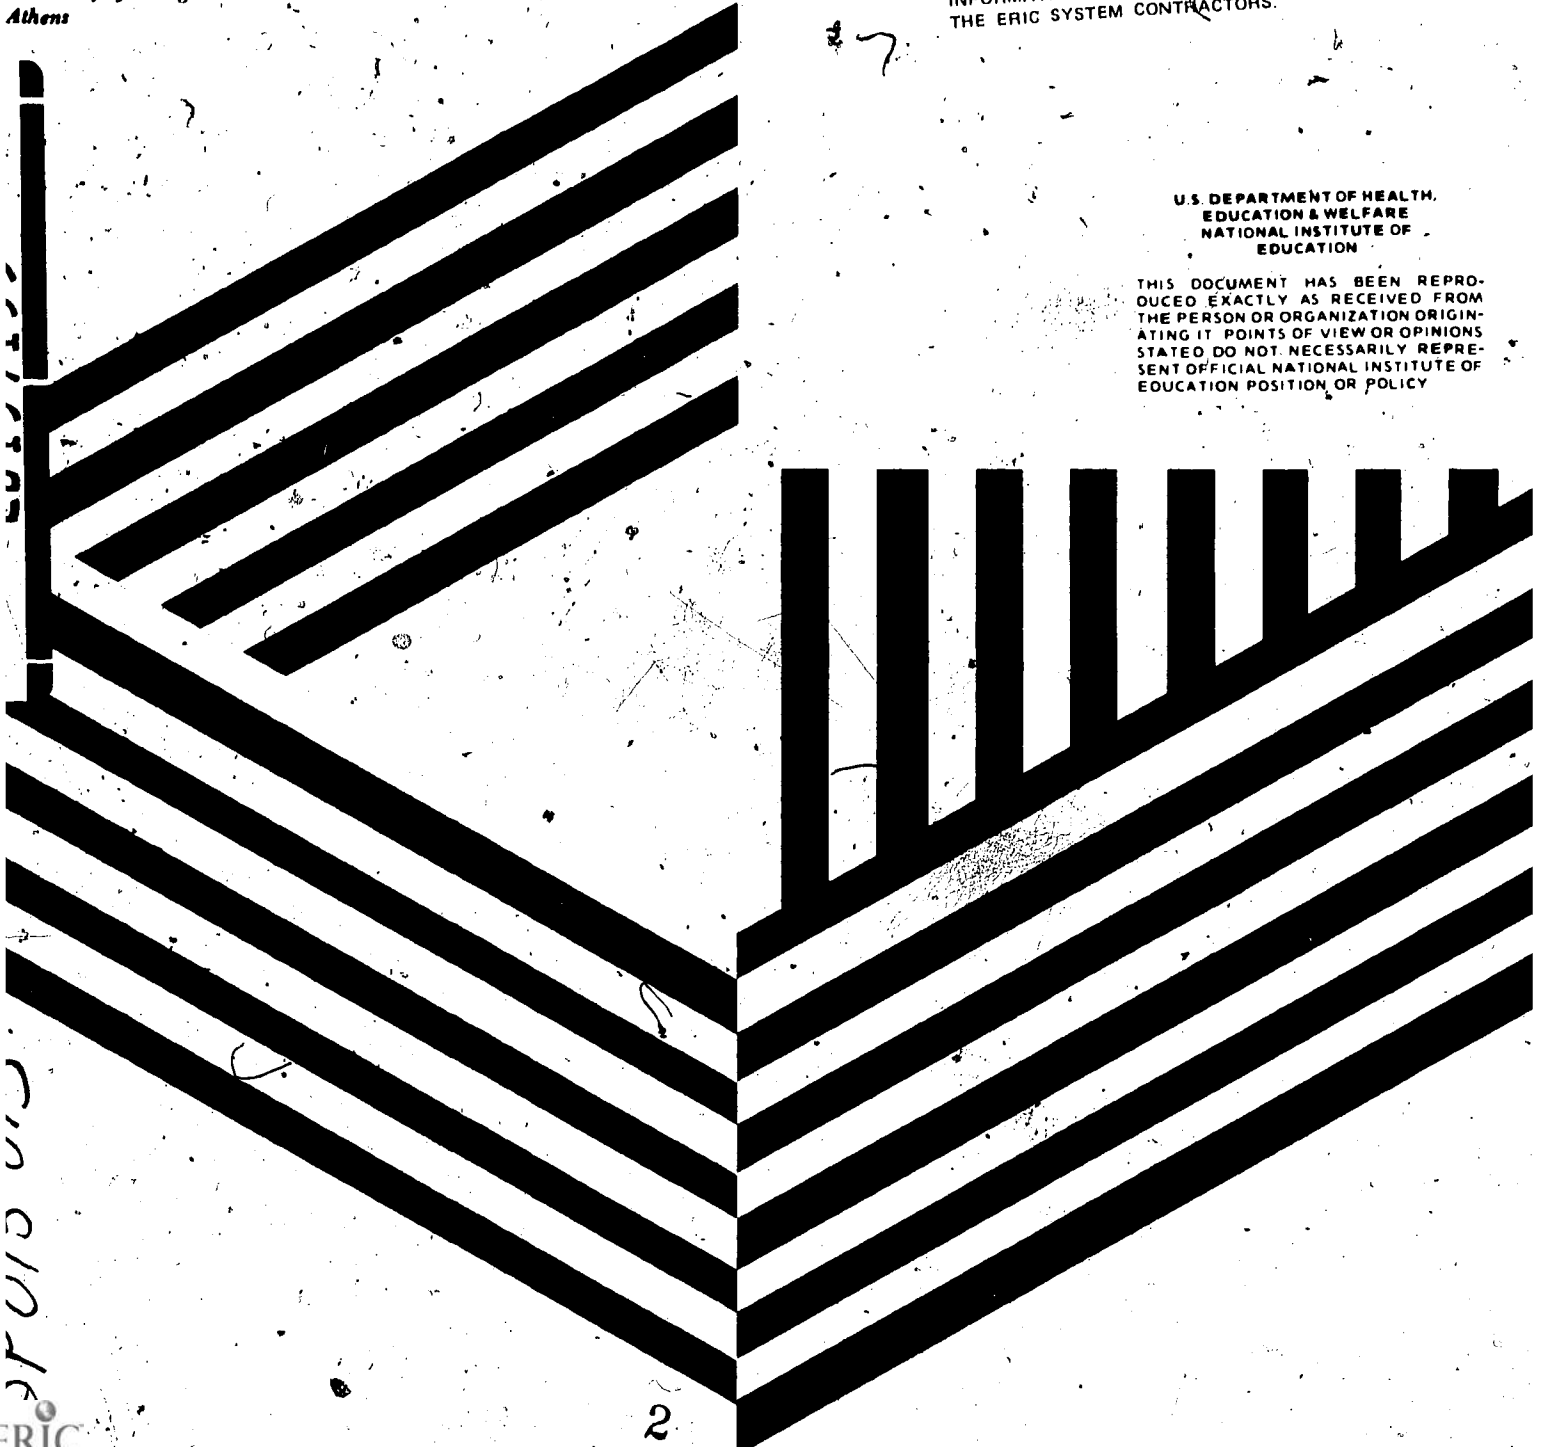 Athens
THE ERIC SYSTEM CONTRACTORS.
U.S. DEPARTMENT OF HEALTH,
EDUCATION & WELFARE
NATIONAL INSTITUTE OF
EDUCATION
THIS DOCUMENT HAS BEEN REPRO-
DUCED EXACTLY AS RECEIVED FROM
THE PERSON OR ORGANIZATION ORIGIN-
ATING IT POINTS OF VIEW OR OPINIONS
STATED DO NOT NECESSARILY REPRE-
SENT OFFICIAL NATIONAL INSTITUTE OF
EDUCATION POSITION OR POLICY
2
ERIC